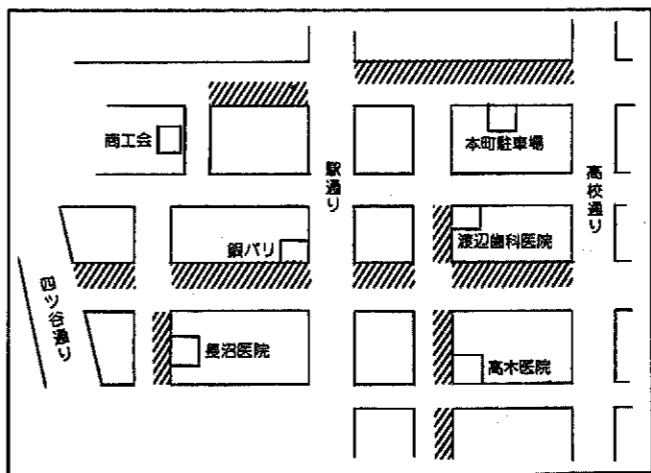 商工会
駅通り
本町駐車場
高校通り
銀パリ
渡辺歯科医院
四ツ谷通り
長沼医院
高木医院